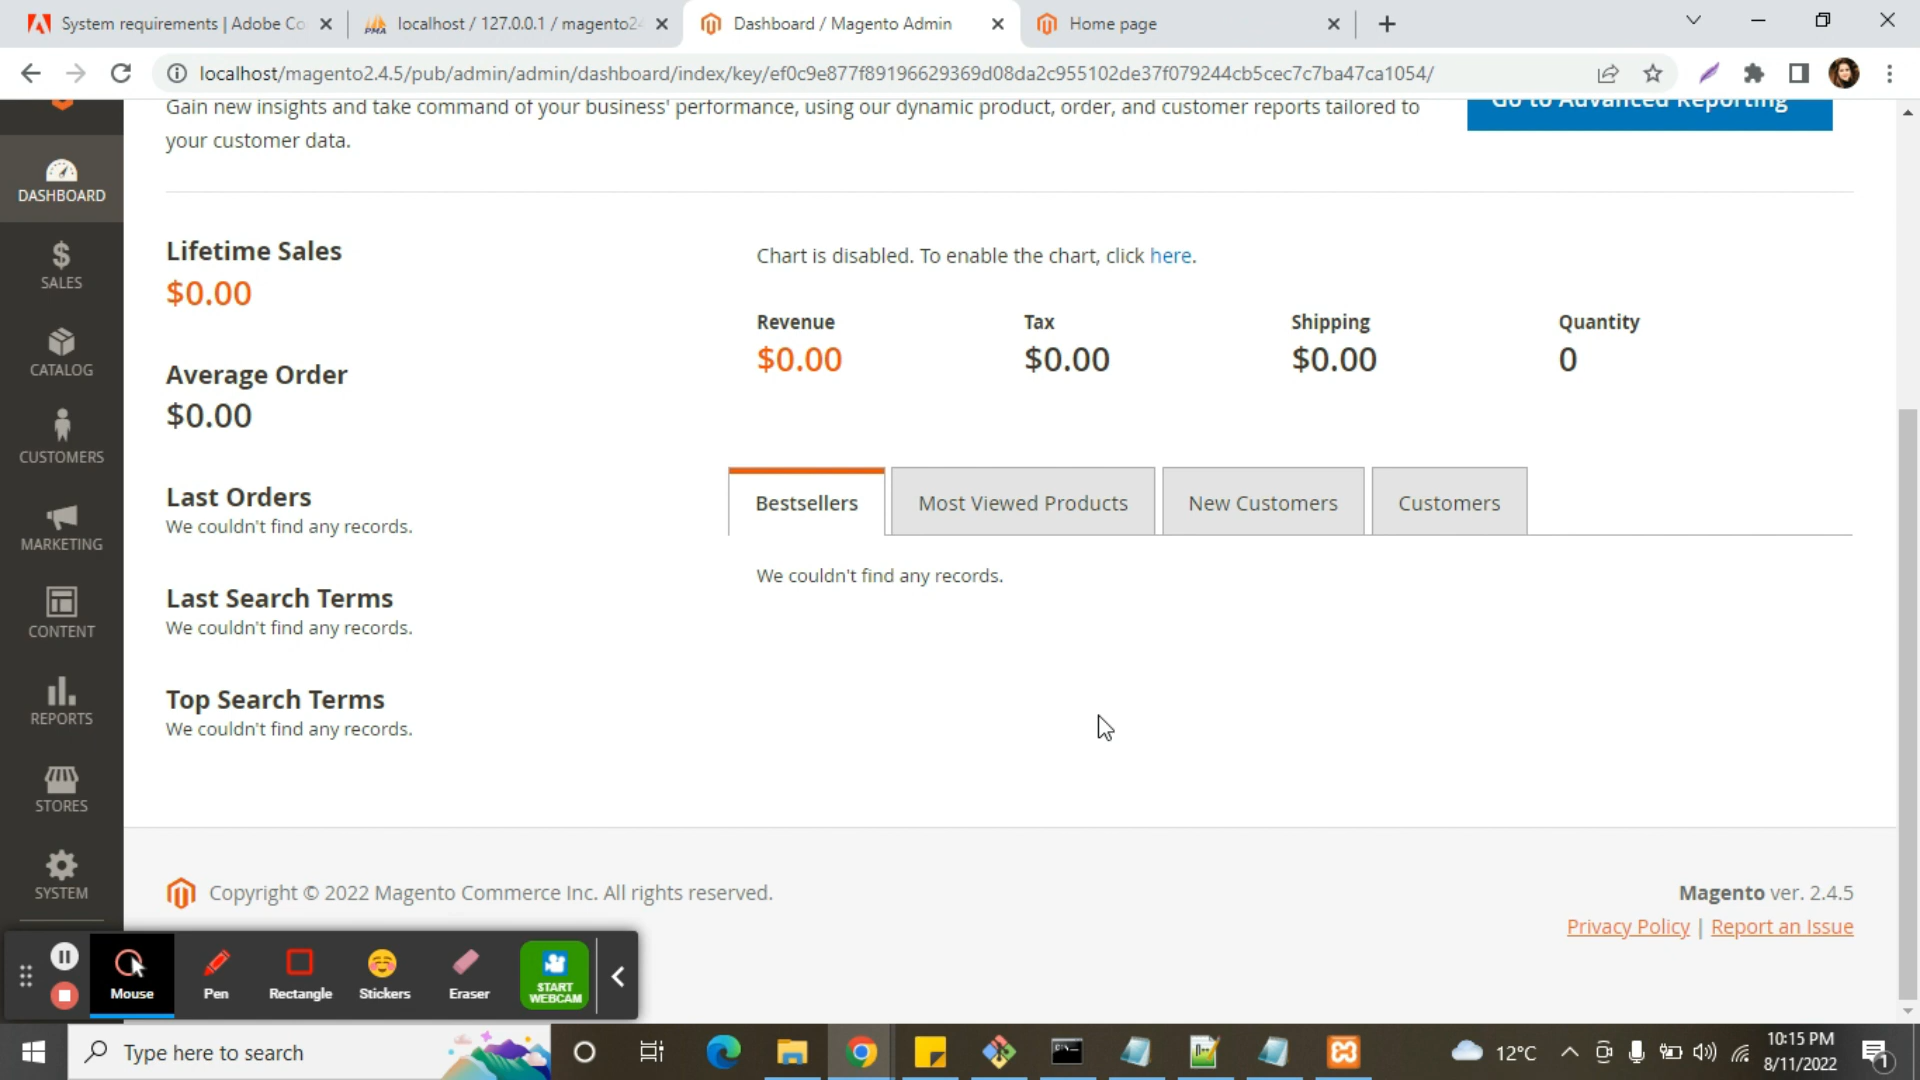 System requirements | Adobe Co
localhost / 127.0.0.1 / magento24
Dashboard / Magento Admin
Home page
localhost/magento2.4.5/pub/admin/admin/dashboard/index/key/ef0c9e877f89196629369d08da2c955102de37f079244cb5cec7c7ba47ca1054/
Gain new insights and take command of your business' performance, using our dynamic product, order, and customer reports tailored to
your customer data.
Go to Advanced Reporting
DASHBOARD
SALES
CATALOG
CUSTOMERS
MARKETING
CONTENT
REPORTS
STORES
SYSTEM
Lifetime Sales
$0.00
Average Order
$0.00
Last Orders
We couldn't find any records.
Last Search Terms
We couldn't find any records.
Top Search Terms
We couldn't find any records.
Chart is disabled. To enable the chart, click here.
Revenue Tax Shipping Quantity
$0.00 $0.00 $0.00 0
Bestsellers Most Viewed Products New Customers Customers
We couldn't find any records.
Copyright © 2022 Magento Commerce Inc. All rights reserved.
Magento ver. 2.4.5
Privacy Policy | Report an Issue
Mouse Pen Rectangle Stickers Eraser START
WEBCAM
Type here to search
12°C
10:15 PM
8/11/2022
1